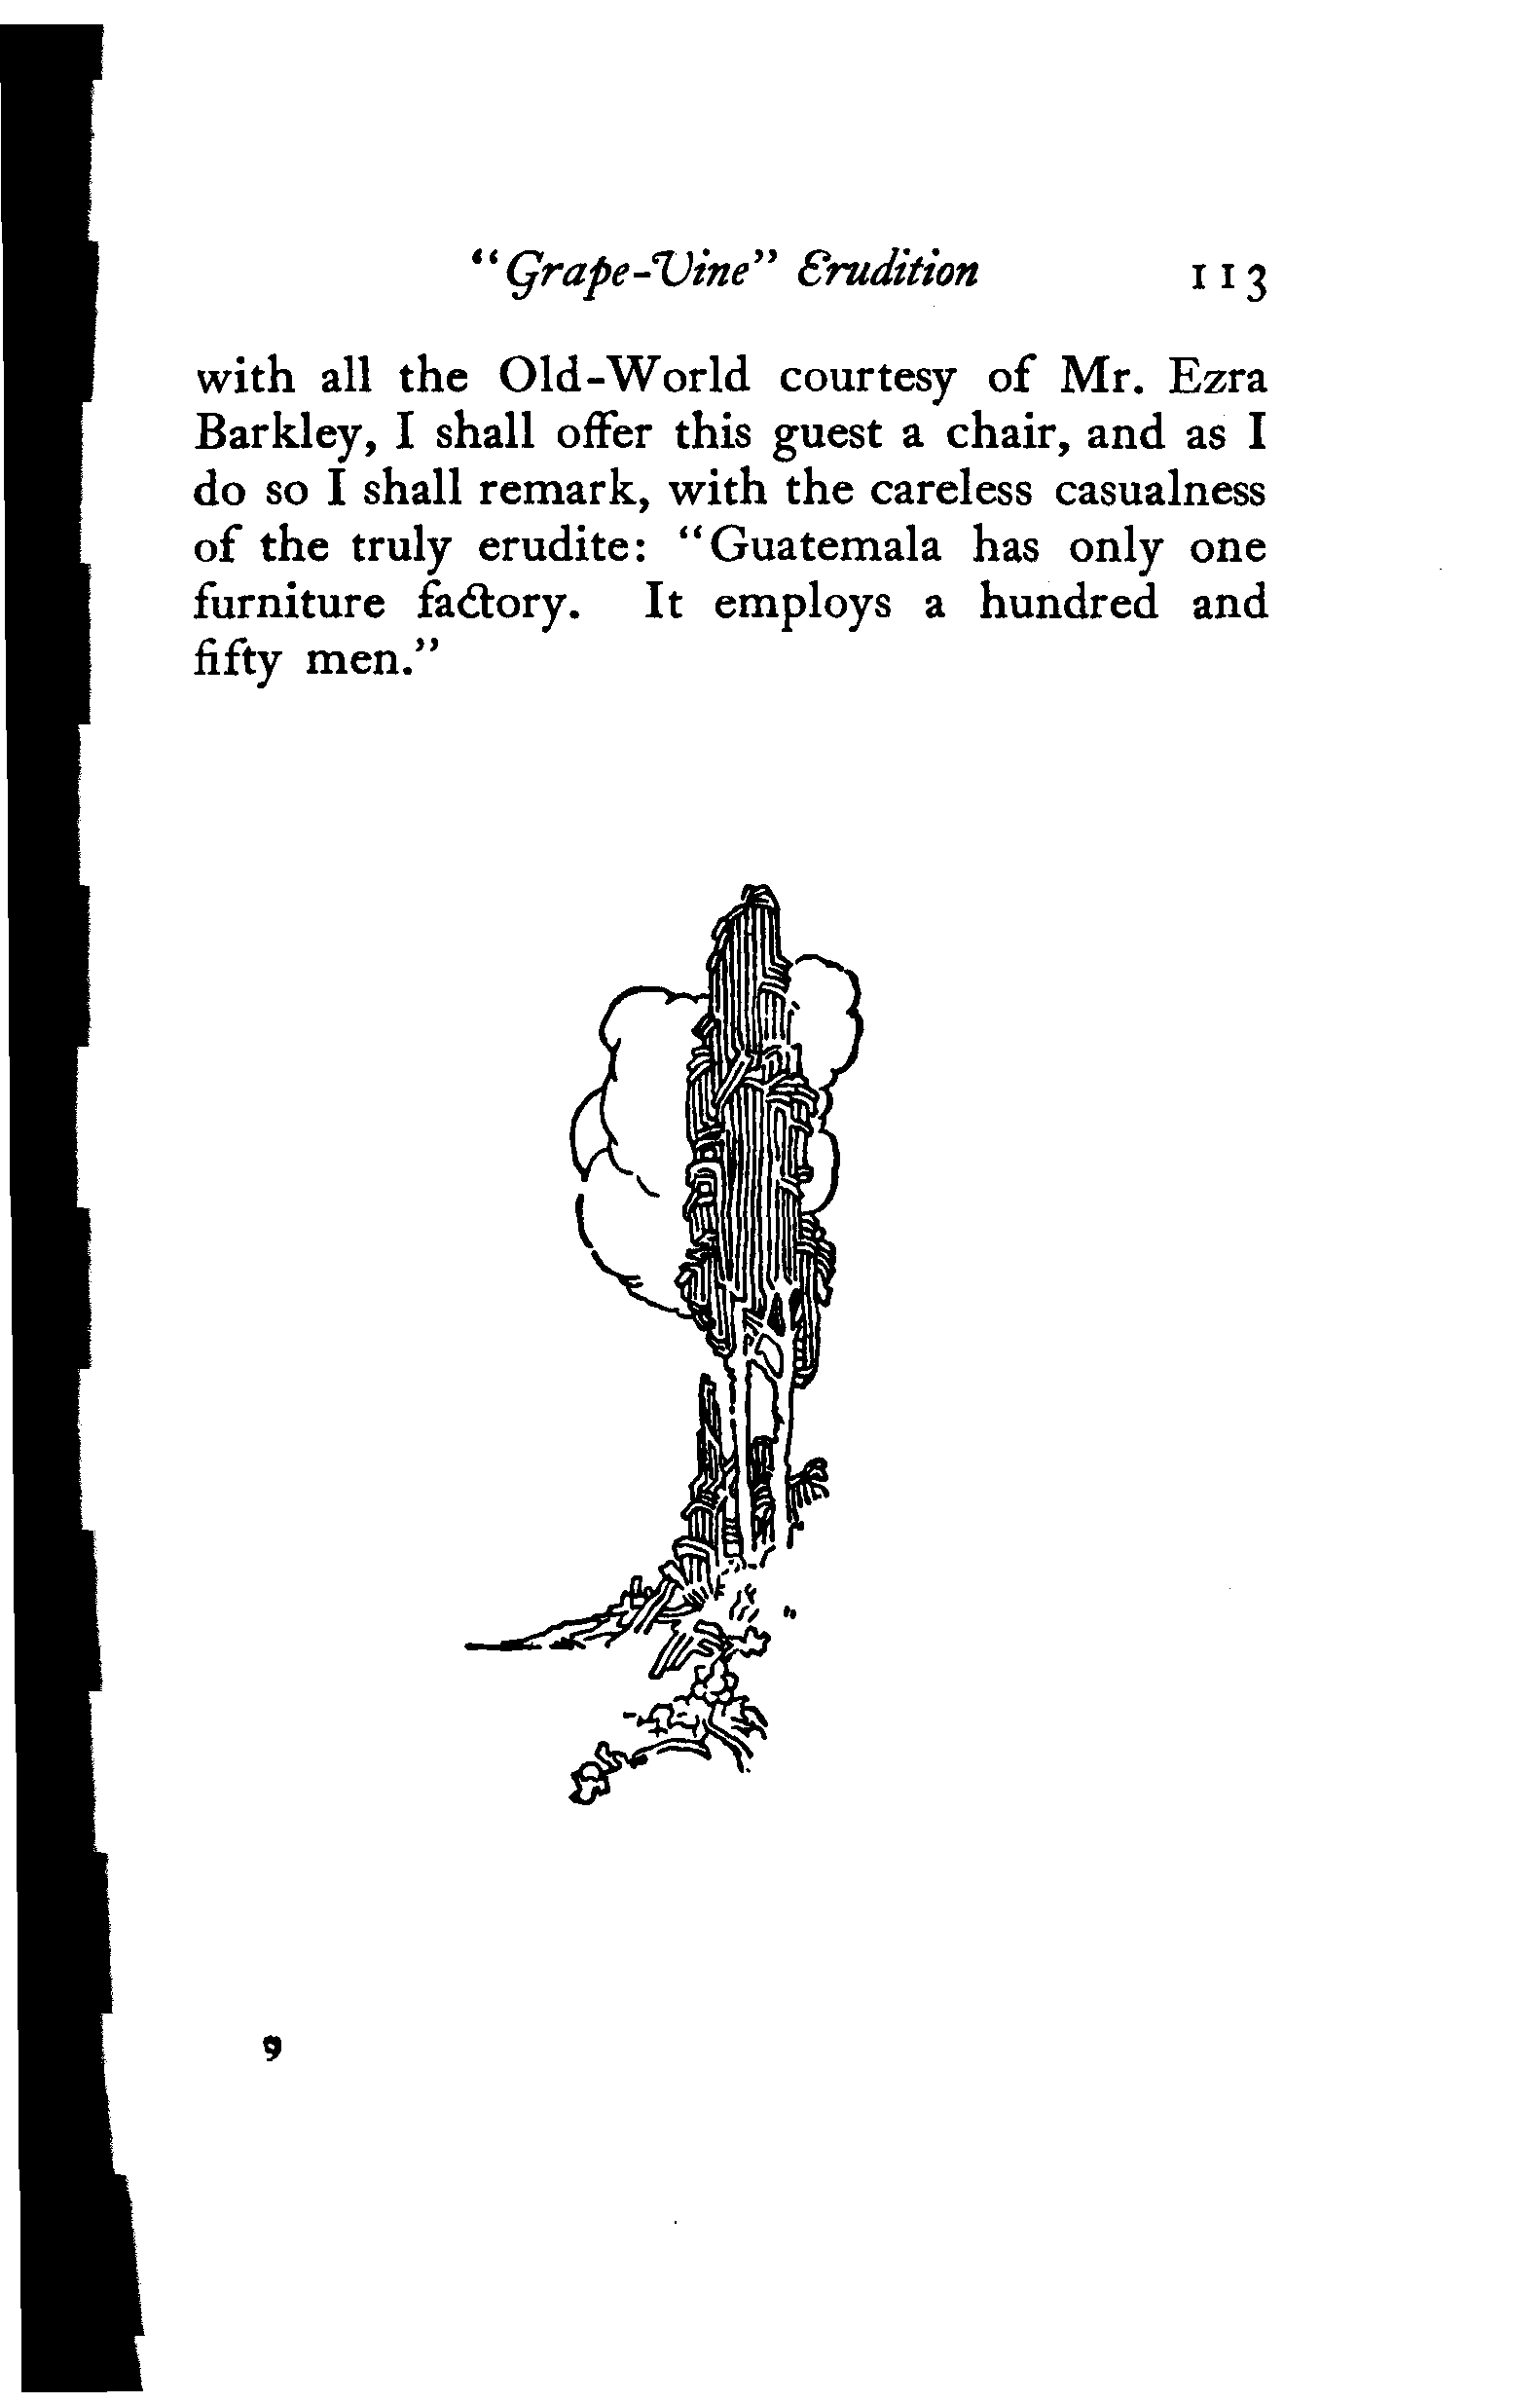 “Grape-Vine” Erudition 113
with all the Old-World courtesy of Mr. Ezra
Barkley, I shall offer this guest a chair, and as I
do so I shall remark, with the careless casualness
of the truly erudite: “Guatemala has only one
furniture factory. It employs a hundred and
fifty men.”
9